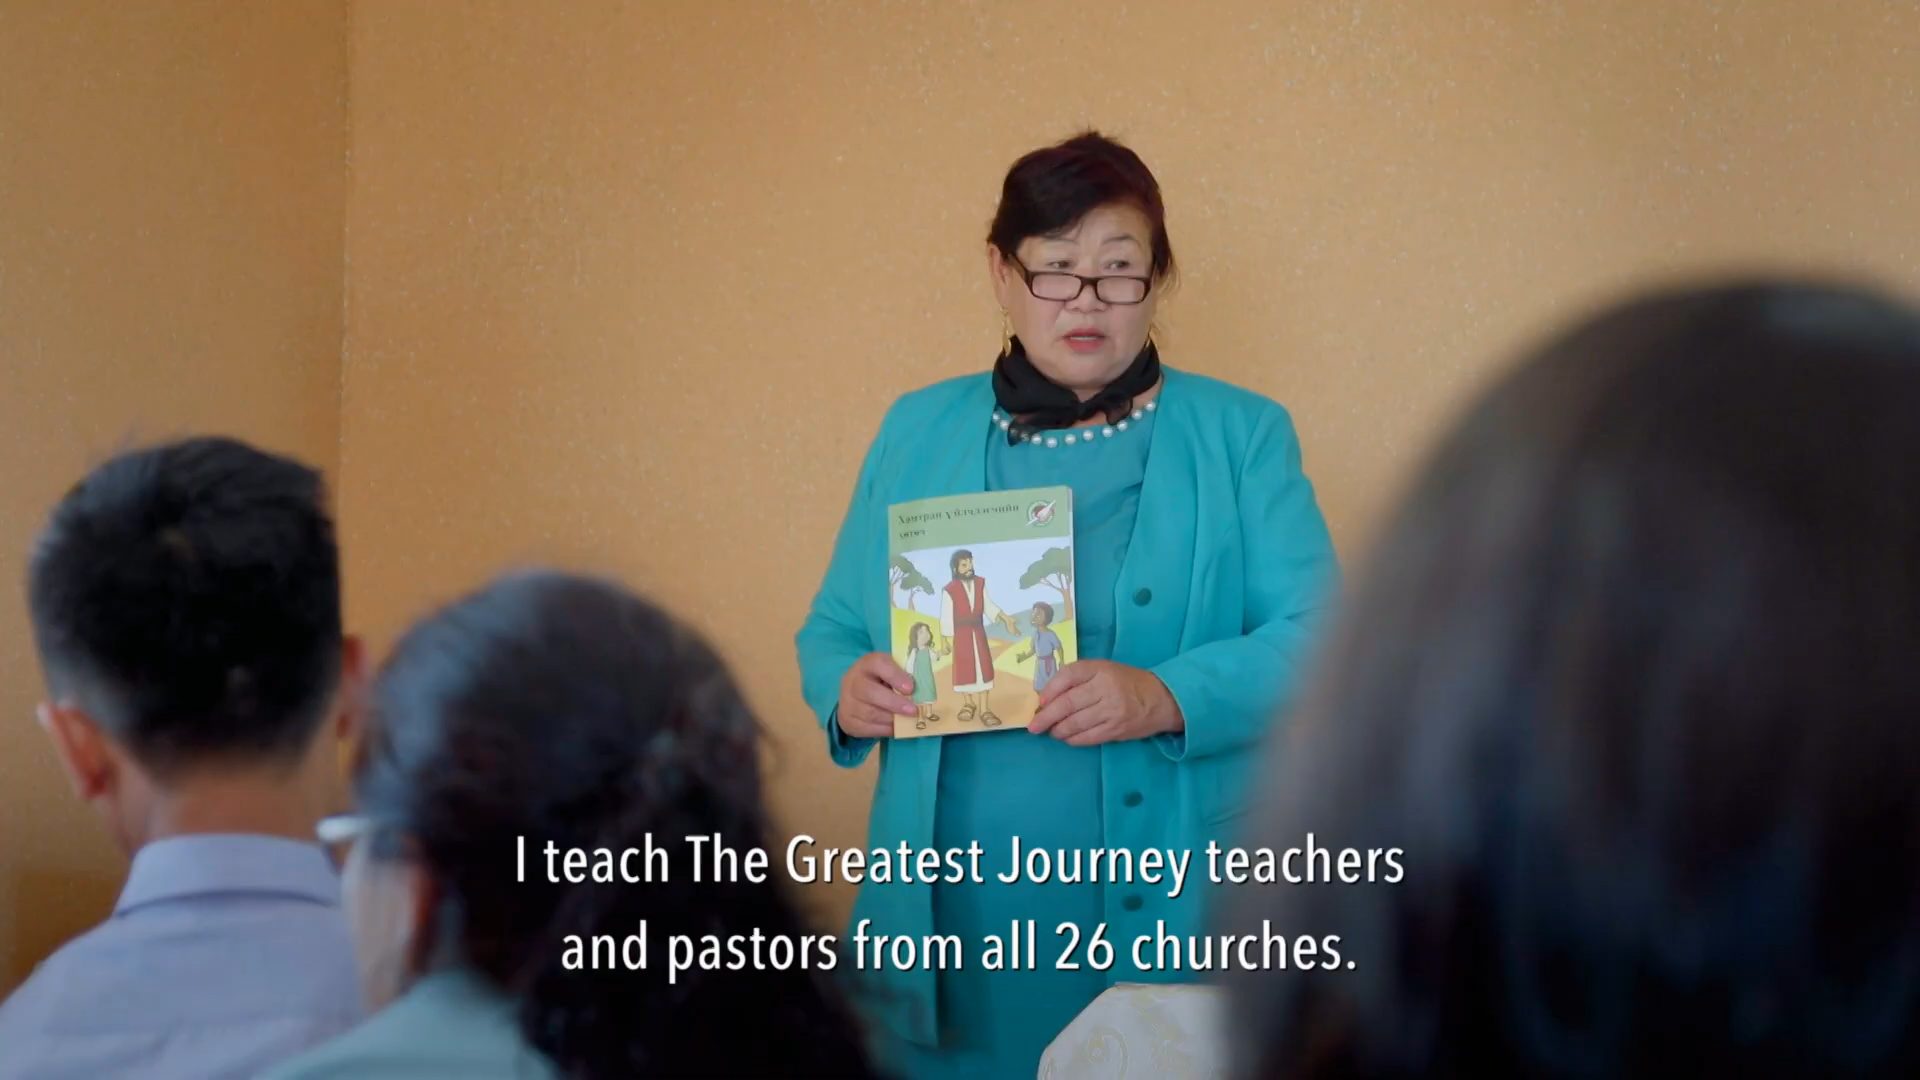 Хамтран Үйлчлэгчийн
I teach The Greatest Journey teachers
and pastors from all 26 churches.